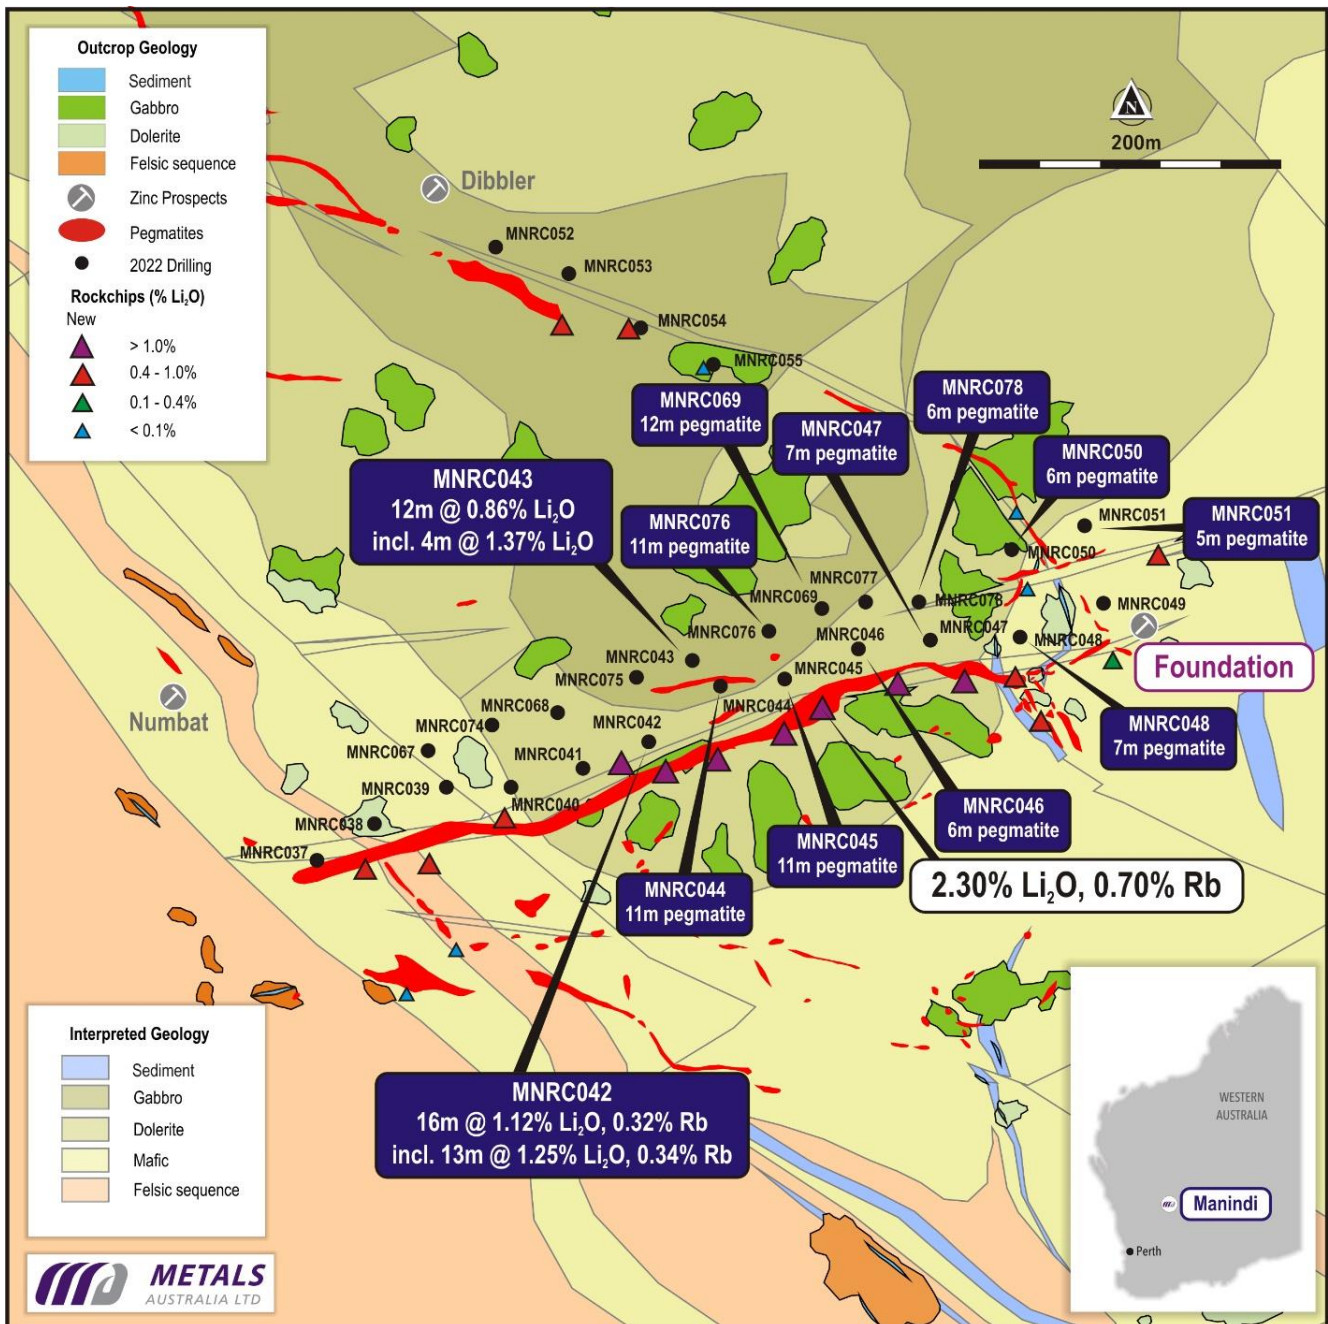 Outcrop Geology
Sediment
Gabbro
Dolerite
Felsic sequence
Zinc Prospects
Pegmatites
2022 Drilling
Rockchips (% Li₂O)
New
> 1.0%
0.4 - 1.0%
0.1 - 0.4%
< 0.1%
N
200m
Dibbler
MNRC052
MNRC053
MNRC054
MNRC055
MNRC069
12m pegmatite
MNRC047
7m pegmatite
MNRC078
6m pegmatite
MNRC050
6m pegmatite
MNRC051
5m pegmatite
MNRC043
12m @ 0.86% Li₂O
incl. 4m @ 1.37% Li₂O
MNRC076
11m pegmatite
MNRC051
MNRC050
MNRC077
MNRC069
MNRC078
MNRC049
MNRC076
MNRC046
MNRC047
MNRC048
MNRC043
MNRC075
MNRC045
MNRC044
Foundation
Numbat
MNRC068
MNRC074
MNRC042
MNRC067
MNRC041
MNRC039
MNRC040
MNRC038
MNRC037
MNRC048
7m pegmatite
MNRC046
6m pegmatite
MNRC045
11m pegmatite
MNRC044
11m pegmatite
2.30% Li₂O, 0.70% Rb
MNRC042
16m @ 1.12% Li₂O, 0.32% Rb
incl. 13m @ 1.25% Li₂O, 0.34% Rb
Interpreted Geology
Sediment
Gabbro
Dolerite
Mafic
Felsic sequence
METALS
AUSTRALIA LTD
WESTERN
AUSTRALIA
Manindi
Perth